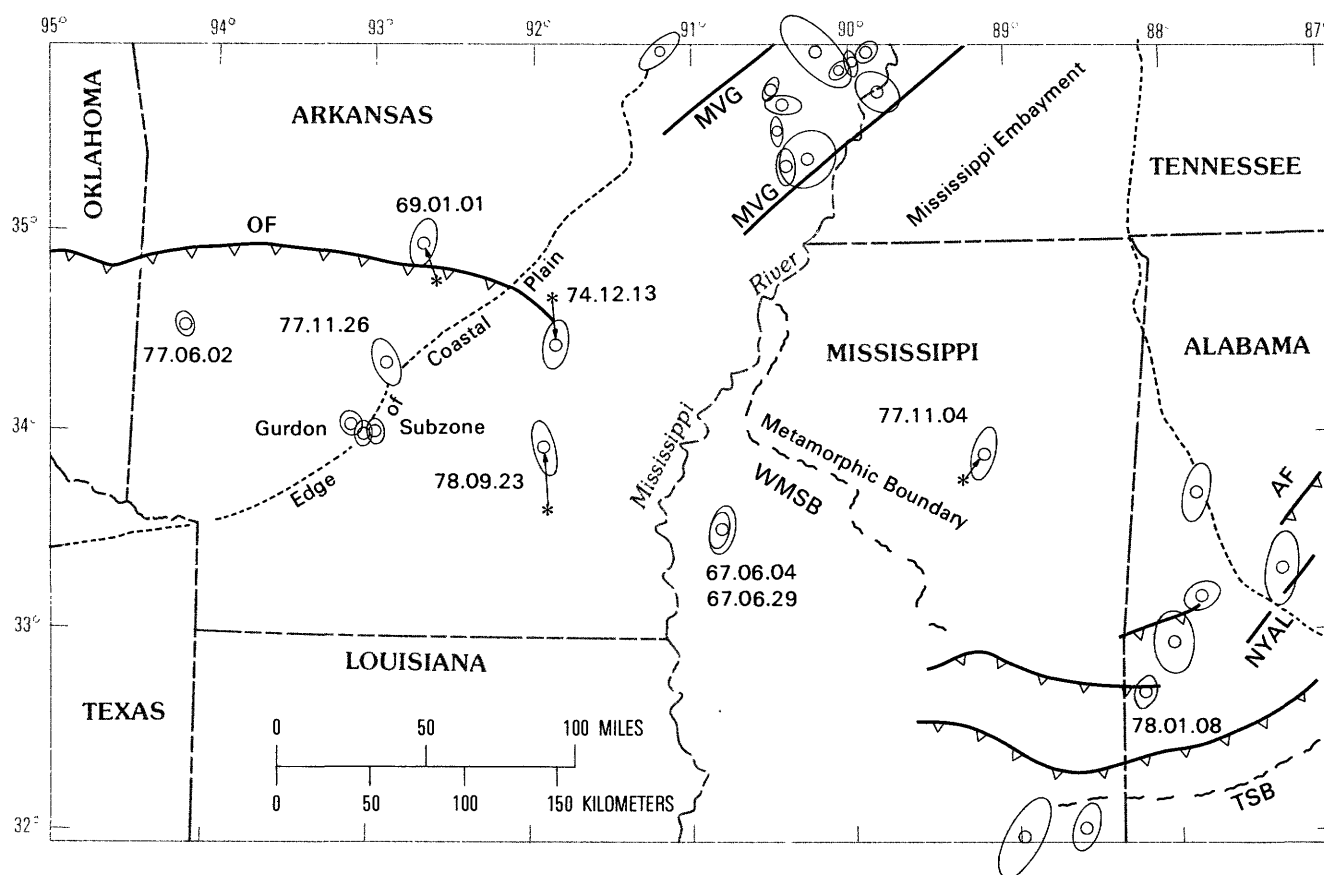 95° 94° 93° 92° 91° 90° 89° 88° 87°
OKLAHOMA
ARKANSAS
MVG
MVG
Mississippi Embayment
TENNESSEE
35°
OF
69.01.01
Edge of Coastal Plain
River
74.12.13
77.11.26
77.06.02
MISSISSIPPI
ALABAMA
34°
Gurdon Subzone
77.11.04
Mississippi
Metamorphic Boundary
WMSB
78.09.23
AF
67.06.04
67.06.29
33°
NYAL
LOUISIANA
TEXAS
78.01.08
0 50 100 MILES
0 50 100 150 KILOMETERS
TSB
32°